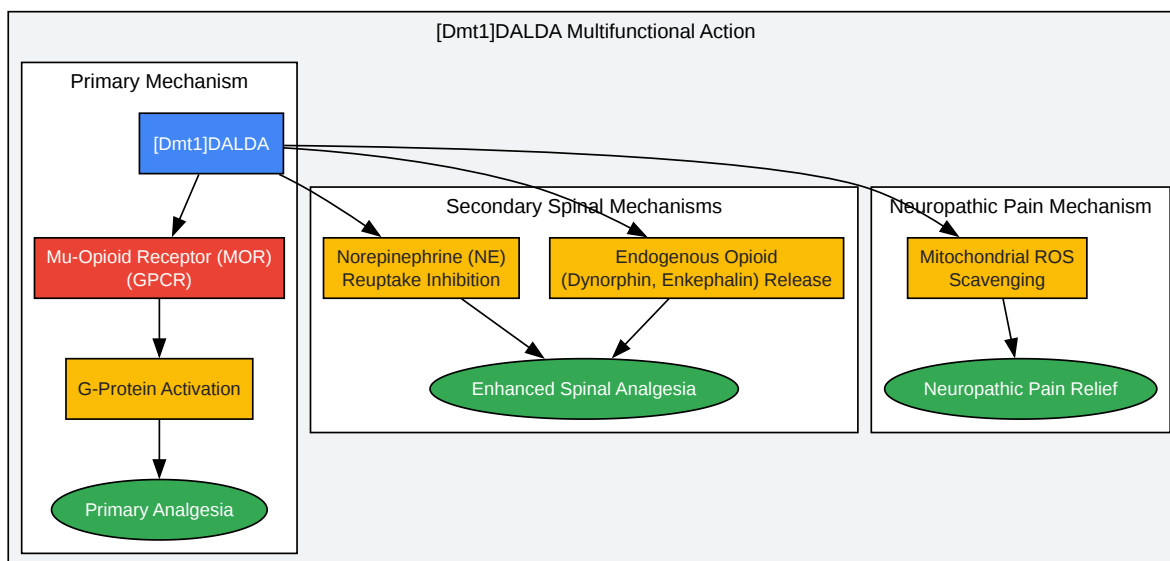 [Dmt1]DALDA Multifunctional Action
Primary Mechanism
[Dmt1]DALDA
Mu-Opioid Receptor (MOR)
(GPCR)
G-Protein Activation
Primary Analgesia
Secondary Spinal Mechanisms
Norepinephrine (NE)
Reuptake Inhibition
Endogenous Opioid
(Dynorphin, Enkephalin) Release
Enhanced Spinal Analgesia
Neuropathic Pain Mechanism
Mitochondrial ROS
Scavenging
Neuropathic Pain Relief